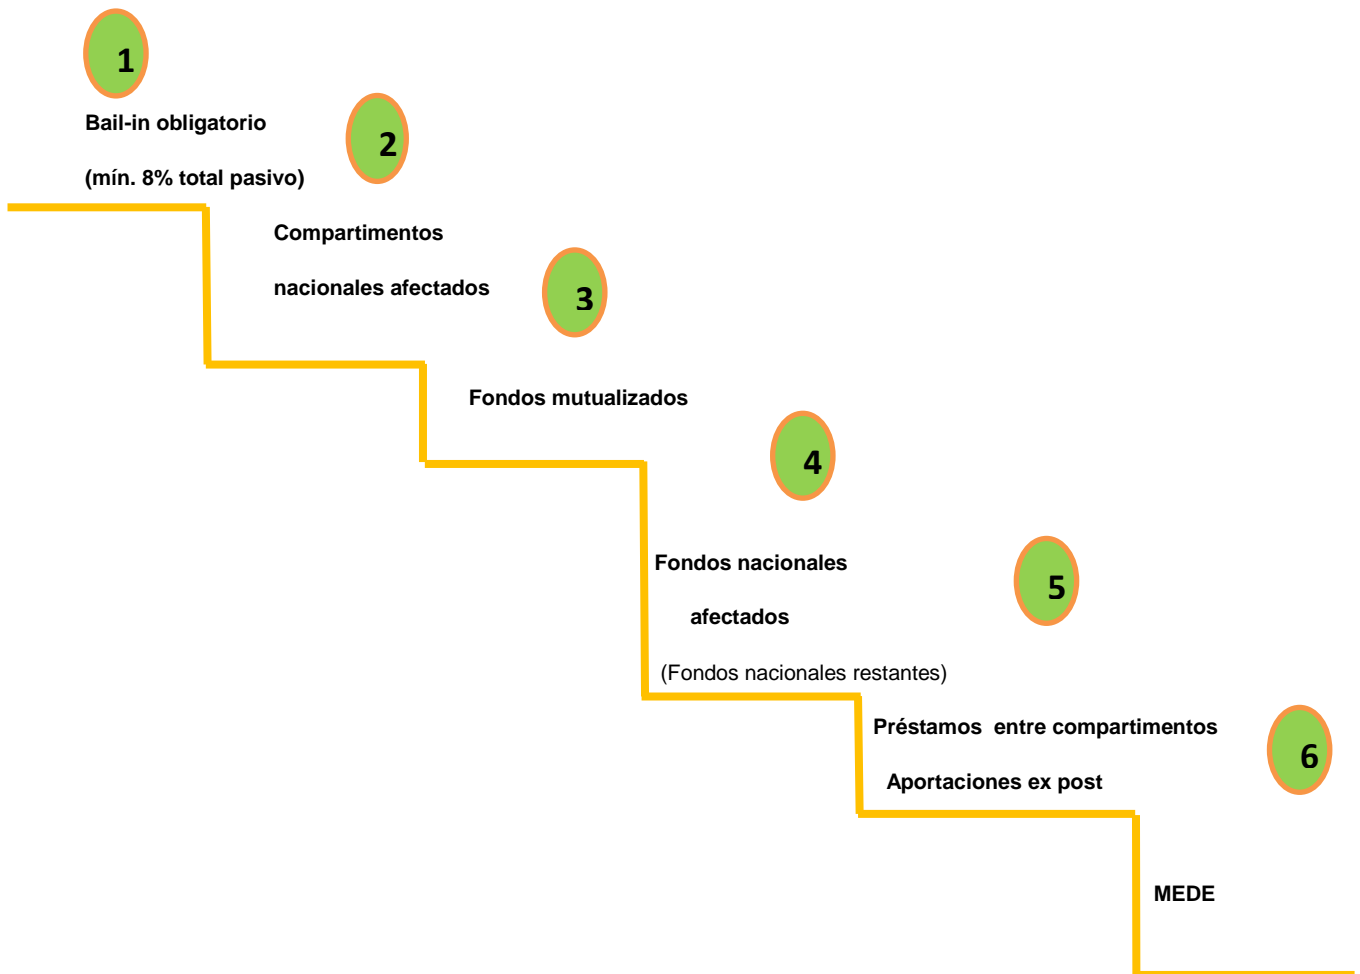 1
Bail-in obligatorio
(mín. 8% total pasivo)
2
Compartimentos
nacionales afectados
3
Fondos mutualizados
4
Fondos nacionales
afectados
(Fondos nacionales restantes)
5
Préstamos entre compartimentos
Aportaciones ex post
6
MEDE